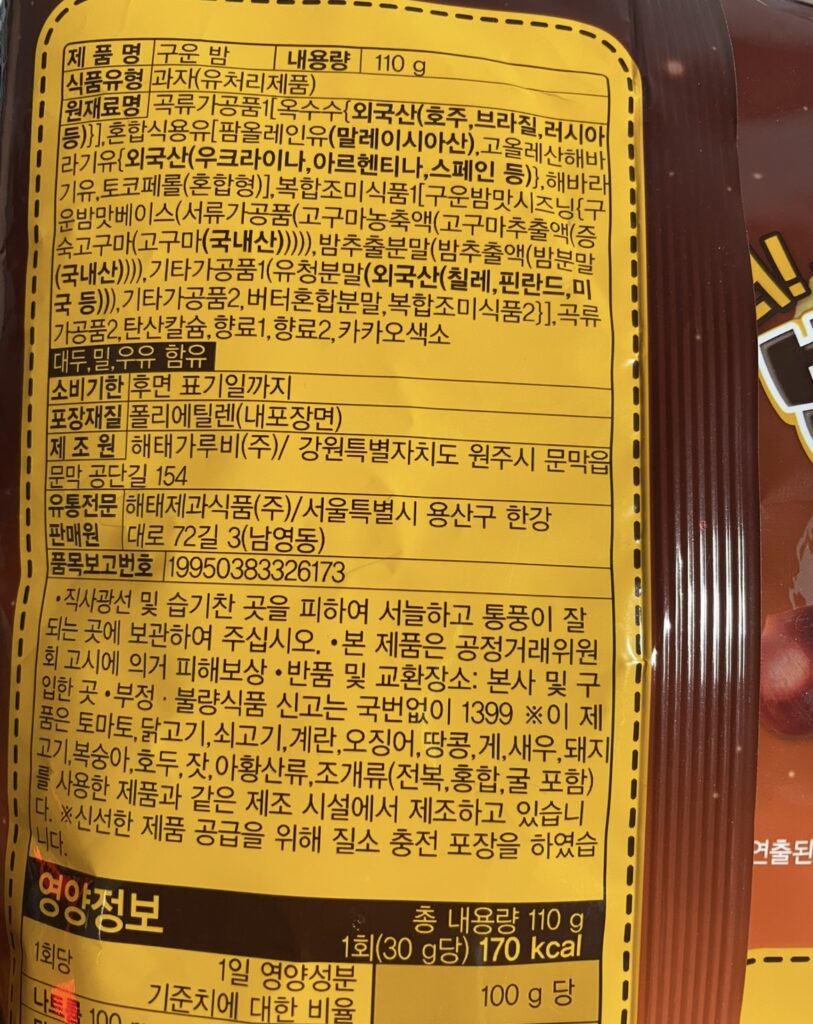 제 품 명 구운 밤 내용량 110 g
식품유형 과자(유처리제품)
원재료명 곡류가공품1[옥수수{외국산(호주,브라질,러시아
등)}],혼합식용유[팜올레인유(말레이시아산),고올레산해바
라기유{외국산(우크라이나,아르헨티나,스페인 등)},해바라
기유,토코페롤(혼합형)],복합조미식품1[구운밤맛시즈닝{구
운밤맛베이스(서류가공품(고구마농축액(고구마추출액(증
숙고구마(고구마(국내산))))),밤추출분말(밤추출액(밤분말
(국내산)))),기타가공품1(유청분말(외국산(칠레,핀란드,미
국 등))),기타가공품2,버터혼합분말,복합조미식품2}],곡류
가공품2,탄산칼슘,향료1,향료2,카카오색소
대두,밀,우유 함유
소비기한 후면 표기일까지
포장재질 폴리에틸렌(내포장면)
제 조 원 해태가루비(주)/ 강원특별자치도 원주시 문막읍
문막 공단길 154
유통전문 해태제과식품(주)/서울특별시 용산구 한강
판매원 대로 72길 3(남영동)
품목보고번호 19950383326173
•직사광선 및 습기찬 곳을 피하여 서늘하고 통풍이 잘
되는 곳에 보관하여 주십시오. •본 제품은 공정거래위원
회 고시에 의거 피해보상 •반품 및 교환장소: 본사 및 구
입한 곳 •부정 · 불량식품 신고는 국번없이 1399 ※이 제
품은 토마토,닭고기,쇠고기,계란,오징어,땅콩,게,새우,돼지
고기,복숭아,호두,잣,아황산류,조개류(전복,홍합,굴 포함)
를 사용한 제품과 같은 제조 시설에서 제조하고 있습니
다. ※신선한 제품 공급을 위해 질소 충전 포장을 하였습
니다.
영양정보
총 내용량 110 g
1회(30 g당) 170 kcal
1회당
1일 영양성분
기준치에 대한 비율
100 g 당
나트륨
연출된